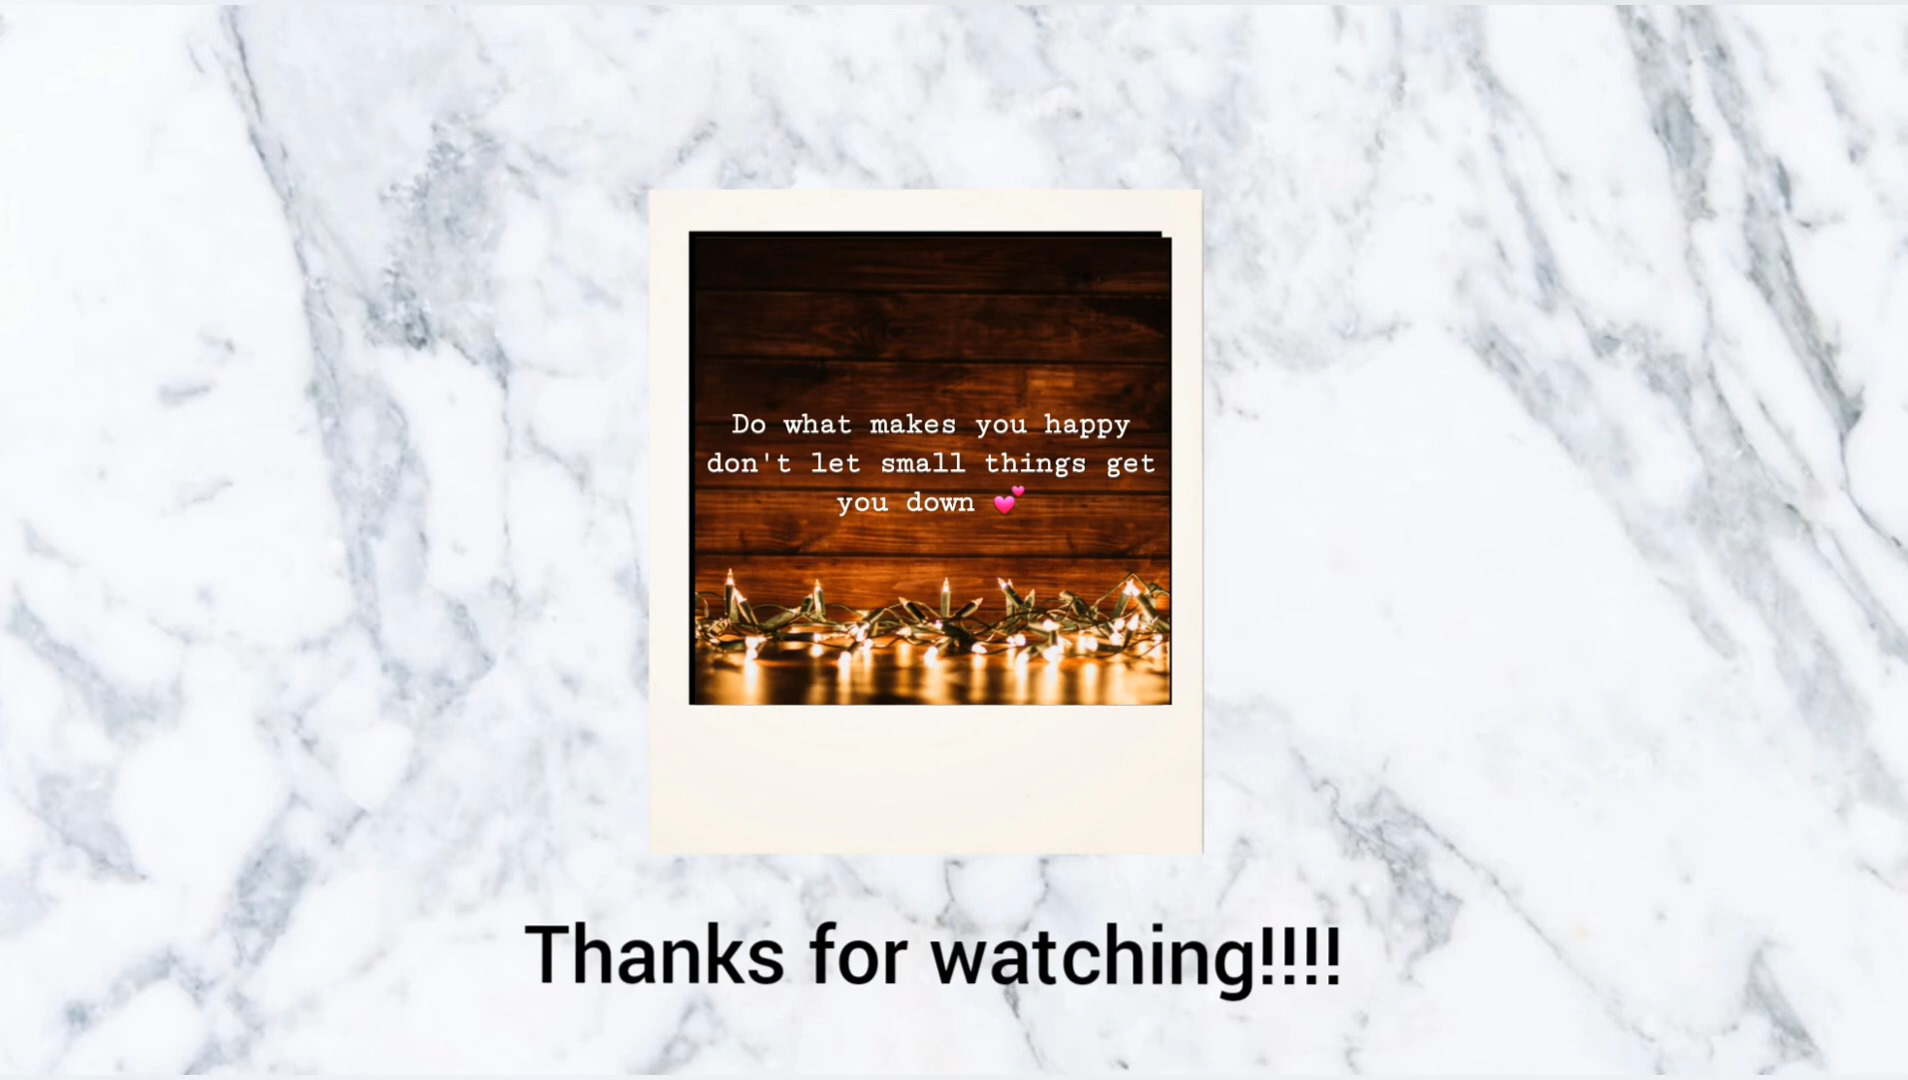 Do what makes you happy
don't let small things get
you down 💕
Thanks for watching!!!!